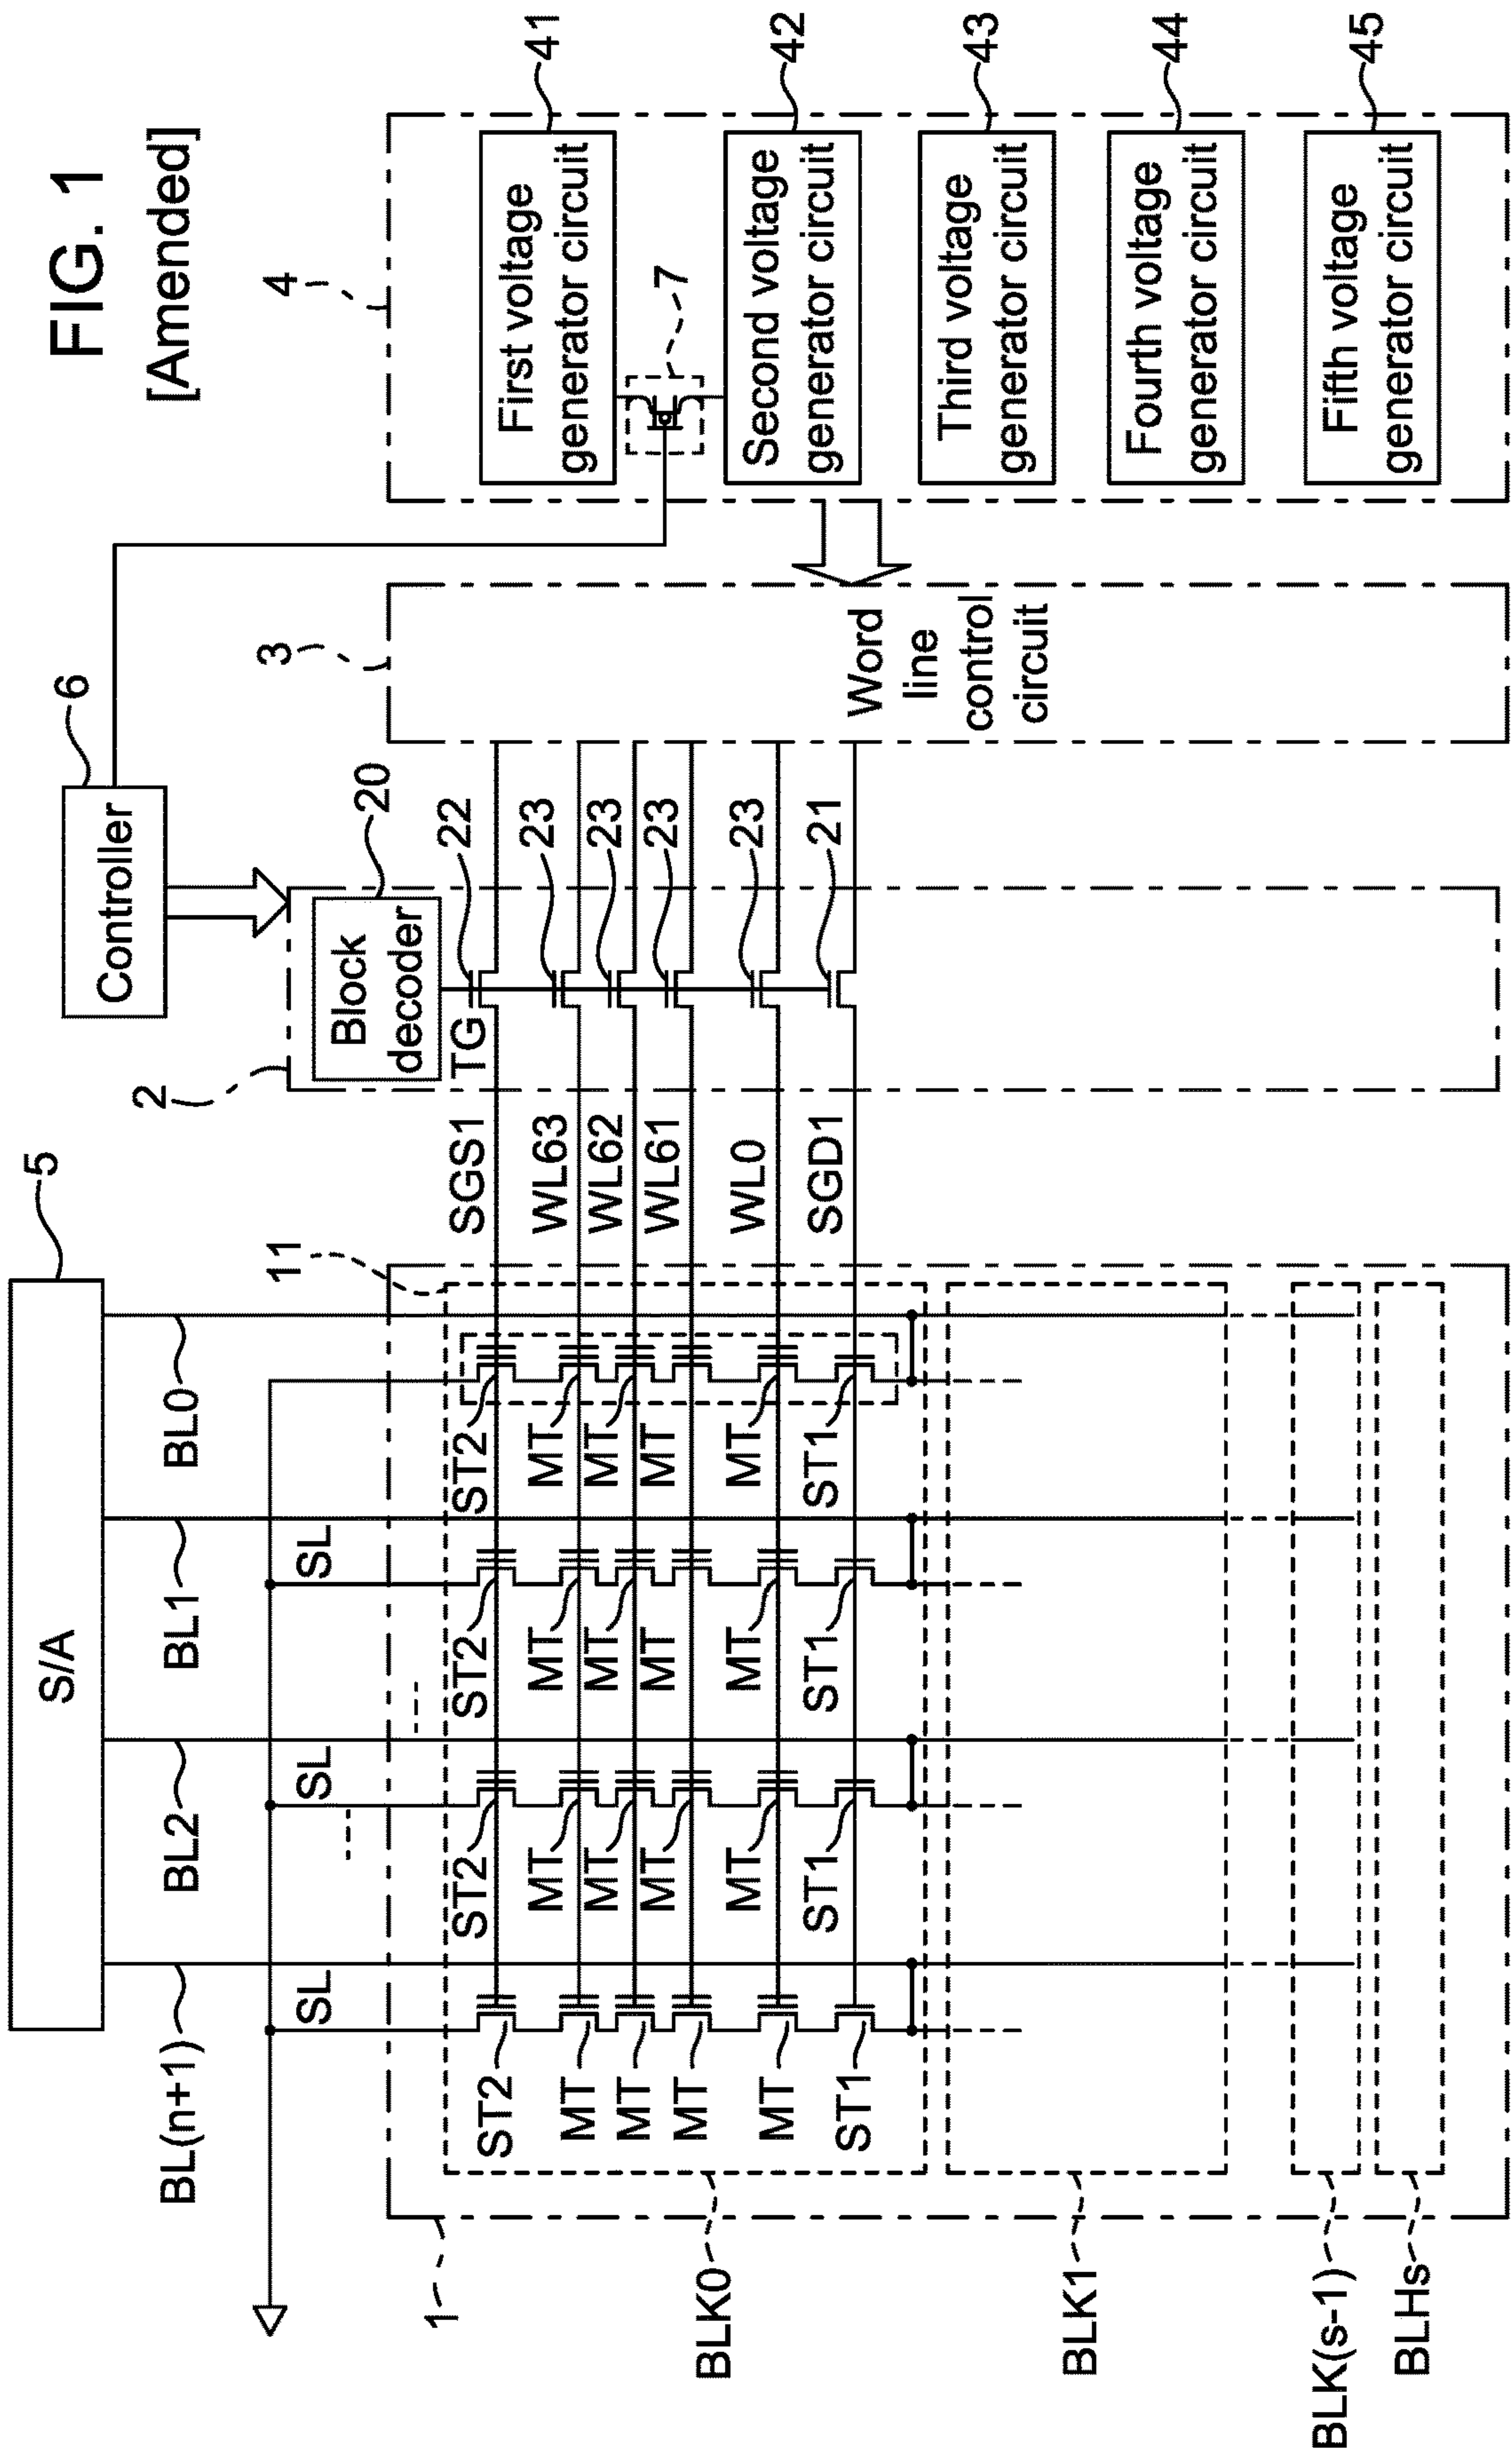 FIG. 1
[Amended]
S/A
5
BL(n+1)
BL2
BL1
BL0
SL
SL
SL
Controller
6
2
Block
decoder
20
TG
22
23
23
23
23
21
3
Word
line
control
circuit
4
First voltage
generator circuit
41
7
Second voltage
generator circuit
42
Third voltage
generator circuit
43
Fourth voltage
generator circuit
44
Fifth voltage
generator circuit
45
11
SGS1
WL63
WL62
WL61
WL0
SGD1
ST2
MT
MT
MT
MT
ST1
ST2
MT
MT
MT
MT
ST1
ST2
MT
MT
MT
MT
ST1
ST2
MT
MT
MT
MT
ST1
1
BLK0
BLK1
BLK(s-1)
BLHs